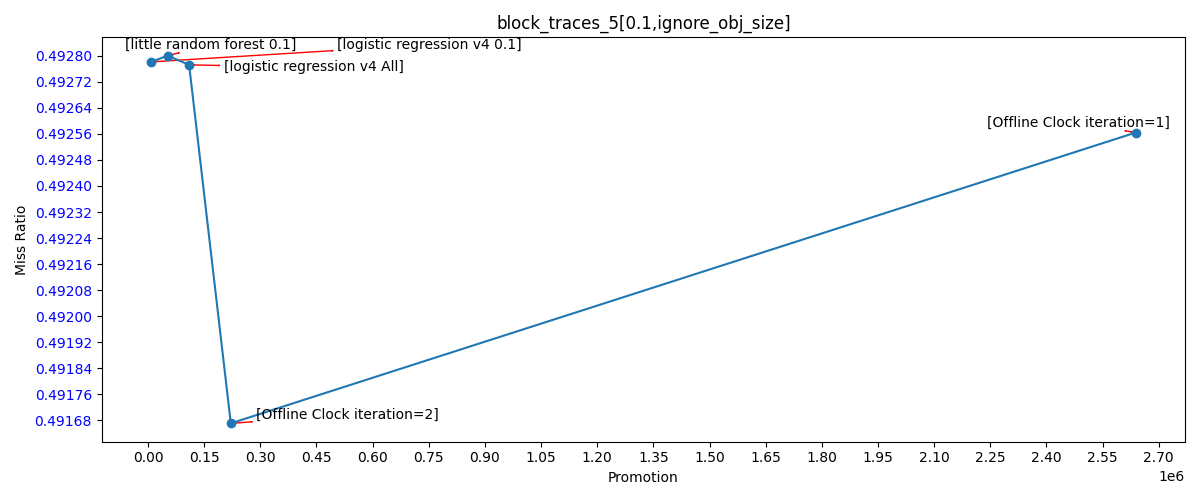 block_traces_5[0.1,ignore_obj_size]
[little random forest 0.1]
[logistic regression v4 0.1]
[logistic regression v4 All]
[Offline Clock iteration=1]
[Offline Clock iteration=2]
Miss Ratio
0.49280
0.49272
0.49264
0.49256
0.49248
0.49240
0.49232
0.49224
0.49216
0.49208
0.49200
0.49192
0.49184
0.49176
0.49168
0.00 0.15 0.30 0.45 0.60 0.75 0.90 1.05 1.20 1.35 1.50 1.65 1.80 1.95 2.10 2.25 2.40 2.55 2.70
1e6
Promotion